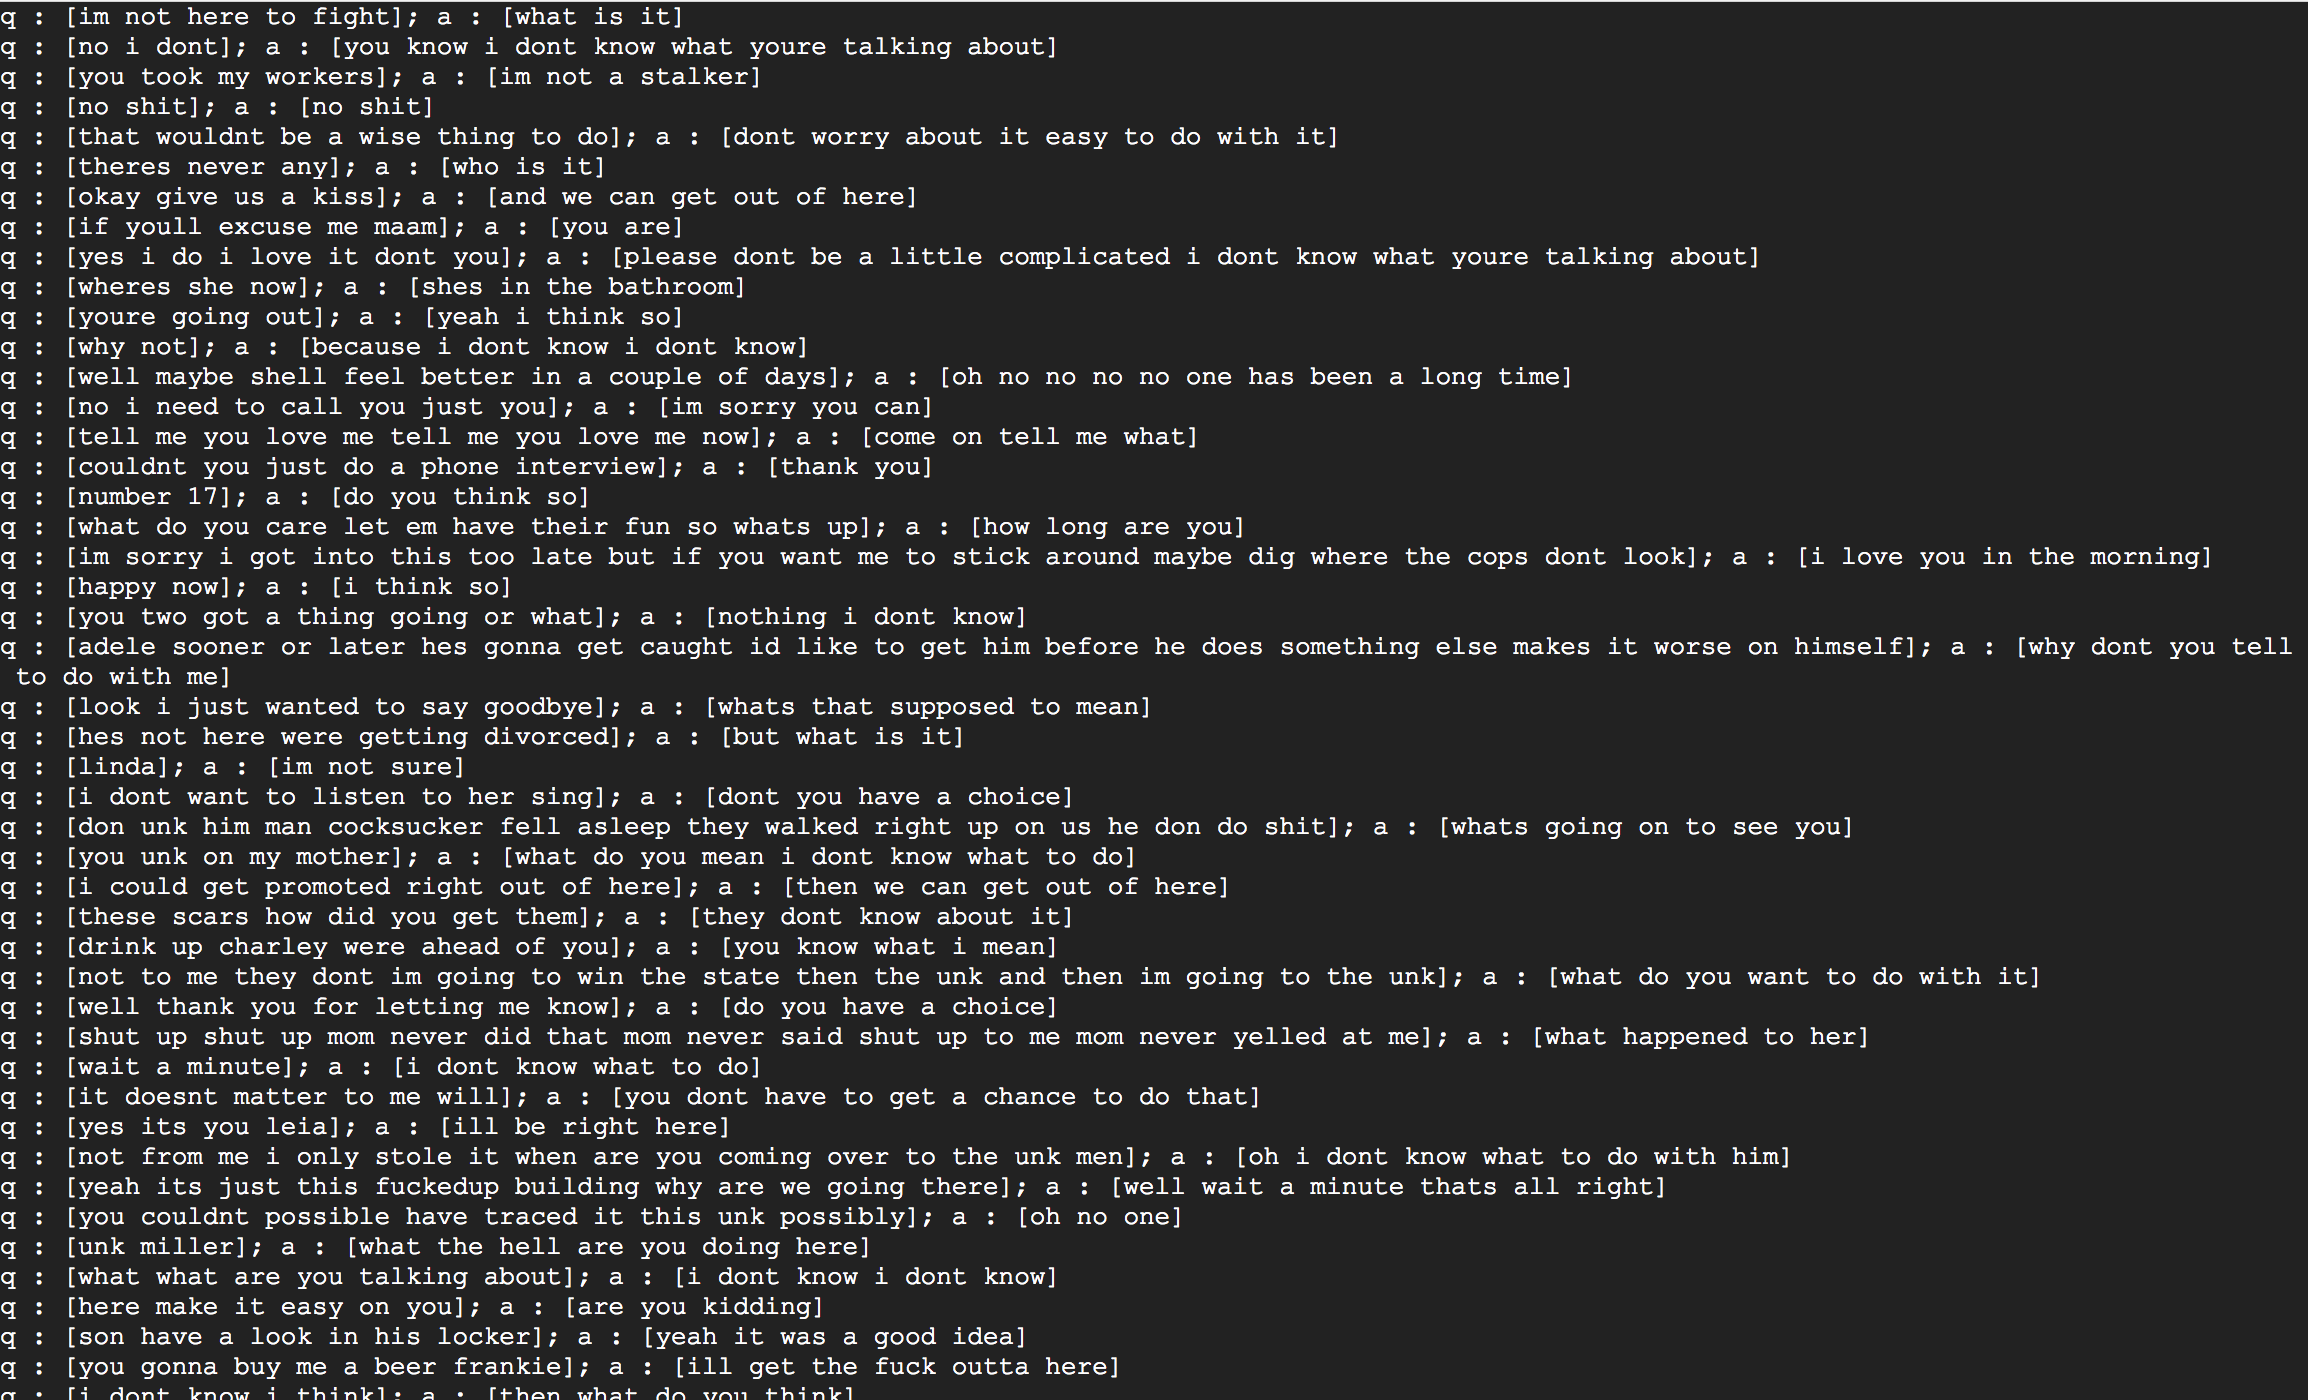 q : [im not here to fight]; a : [what is it]
q : [no i dont]; a : [you know i dont know what youre talking about]
q : [you took my workers]; a : [im not a stalker]
q : [no shit]; a : [no shit]
q : [that wouldnt be a wise thing to do]; a : [dont worry about it easy to do with it]
q : [theres never any]; a : [who is it]
q : [okay give us a kiss]; a : [and we can get out of here]
q : [if youll excuse me maam]; a : [you are]
q : [yes i do i love it dont you]; a : [please dont be a little complicated i dont know what youre talking about]
q : [wheres she now]; a : [shes in the bathroom]
q : [youre going out]; a : [yeah i think so]
q : [why not]; a : [because i dont know i dont know]
q : [well maybe shell feel better in a couple of days]; a : [oh no no no no one has been a long time]
q : [no i need to call you just you]; a : [im sorry you can]
q : [tell me you love me tell me you love me now]; a : [come on tell me what]
q : [couldnt you just do a phone interview]; a : [thank you]
q : [number 17]; a : [do you think so]
q : [what do you care let em have their fun so whats up]; a : [how long are you]
q : [im sorry i got into this too late but if you want me to stick around maybe dig where the cops dont look]; a : [i love you in the morning]
q : [happy now]; a : [i think so]
q : [you two got a thing going or what]; a : [nothing i dont know]
q : [adele sooner or later hes gonna get caught id like to get him before he does something else makes it worse on himself]; a : [why dont you tell
to do with me]
q : [look i just wanted to say goodbye]; a : [whats that supposed to mean]
q : [hes not here were getting divorced]; a : [but what is it]
q : [linda]; a : [im not sure]
q : [i dont want to listen to her sing]; a : [dont you have a choice]
q : [don unk him man cocksucker fell asleep they walked right up on us he don do shit]; a : [whats going on to see you]
q : [you unk on my mother]; a : [what do you mean i dont know what to do]
q : [i could get promoted right out of here]; a : [then we can get out of here]
q : [these scars how did you get them]; a : [they dont know about it]
q : [drink up charley were ahead of you]; a : [you know what i mean]
q : [not to me they dont im going to win the state then the unk and then im going to the unk]; a : [what do you want to do with it]
q : [well thank you for letting me know]; a : [do you have a choice]
q : [shut up shut up mom never did that mom never said shut up to me mom never yelled at me]; a : [what happened to her]
q : [wait a minute]; a : [i dont know what to do]
q : [it doesnt matter to me will]; a : [you dont have to get a chance to do that]
q : [yes its you leia]; a : [ill be right here]
q : [not from me i only stole it when are you coming over to the unk men]; a : [oh i dont know what to do with him]
q : [yeah its just this fuckedup building why are we going there]; a : [well wait a minute thats all right]
q : [you couldnt possible have traced it this unk possibly]; a : [oh no one]
q : [unk miller]; a : [what the hell are you doing here]
q : [what what are you talking about]; a : [i dont know i dont know]
q : [here make it easy on you]; a : [are you kidding]
q : [son have a look in his locker]; a : [yeah it was a good idea]
q : [you gonna buy me a beer frankie]; a : [ill get the fuck outta here]
q : [i dont know i think]; a : [then what do you think]